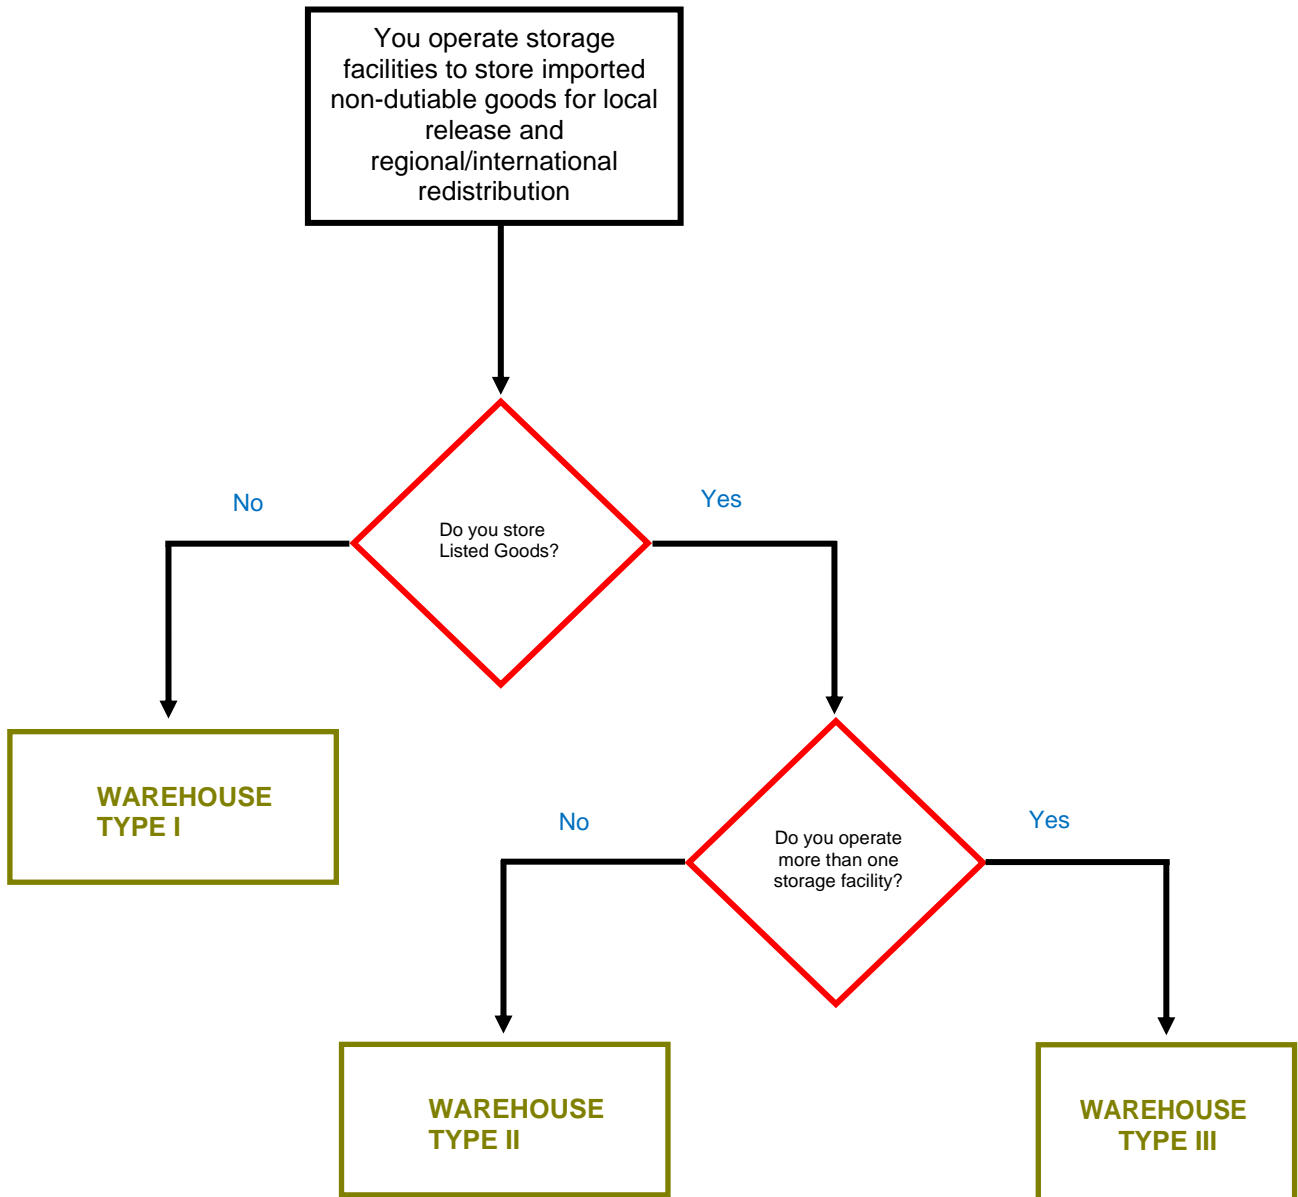 You operate storage
facilities to store imported
non-dutiable goods for local
release and
regional/international
redistribution
No
Yes
Do you store
Listed Goods?
WAREHOUSE
TYPE I
No
Yes
Do you operate
more than one
storage facility?
WAREHOUSE
TYPE II
WAREHOUSE
TYPE III